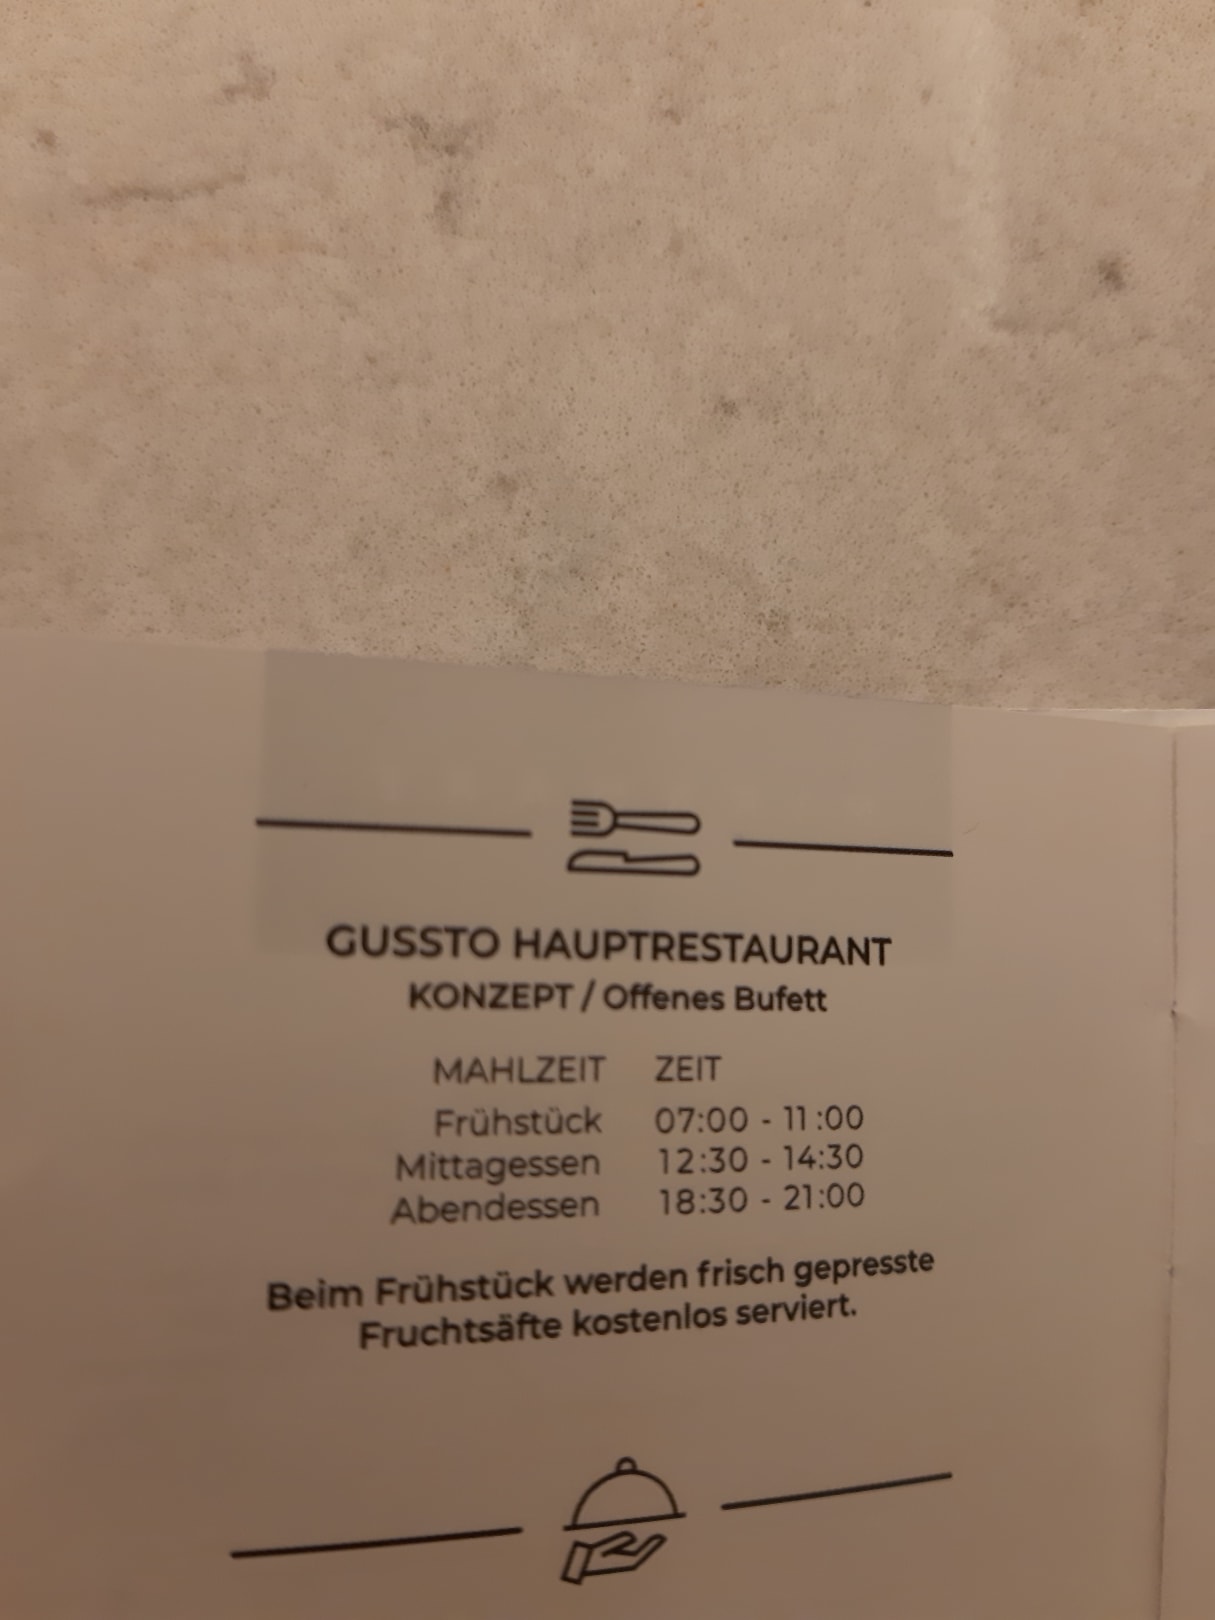 GUSSTO HAUPTRESTAURANT
KONZEPT / Offenes Bufett
MAHLZEIT ZEIT
Frühstück 07:00 - 11:00
Mittagessen 12:30 - 14:30
Abendessen 18:30 - 21:00
Beim Frühstück werden frisch gepresste
Fruchtsäfte kostenlos serviert.